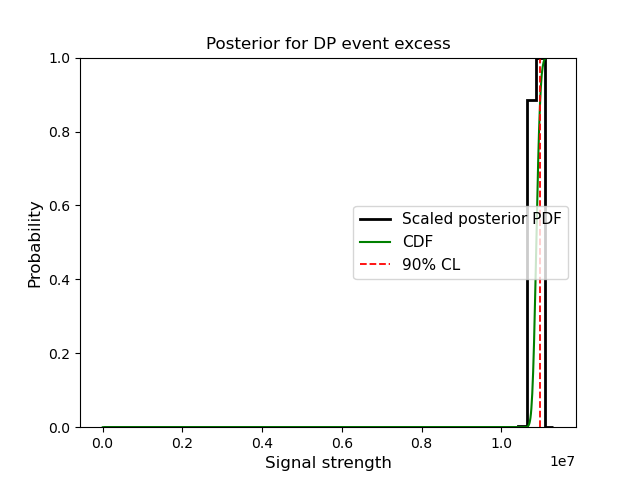 Posterior for DP event excess
1.0
0.8
0.6
0.4
0.2
0.0
Probability
Scaled posterior PDF
CDF
90% CL
0.0 0.2 0.4 0.6 0.8 1.0
1e7
Signal strength